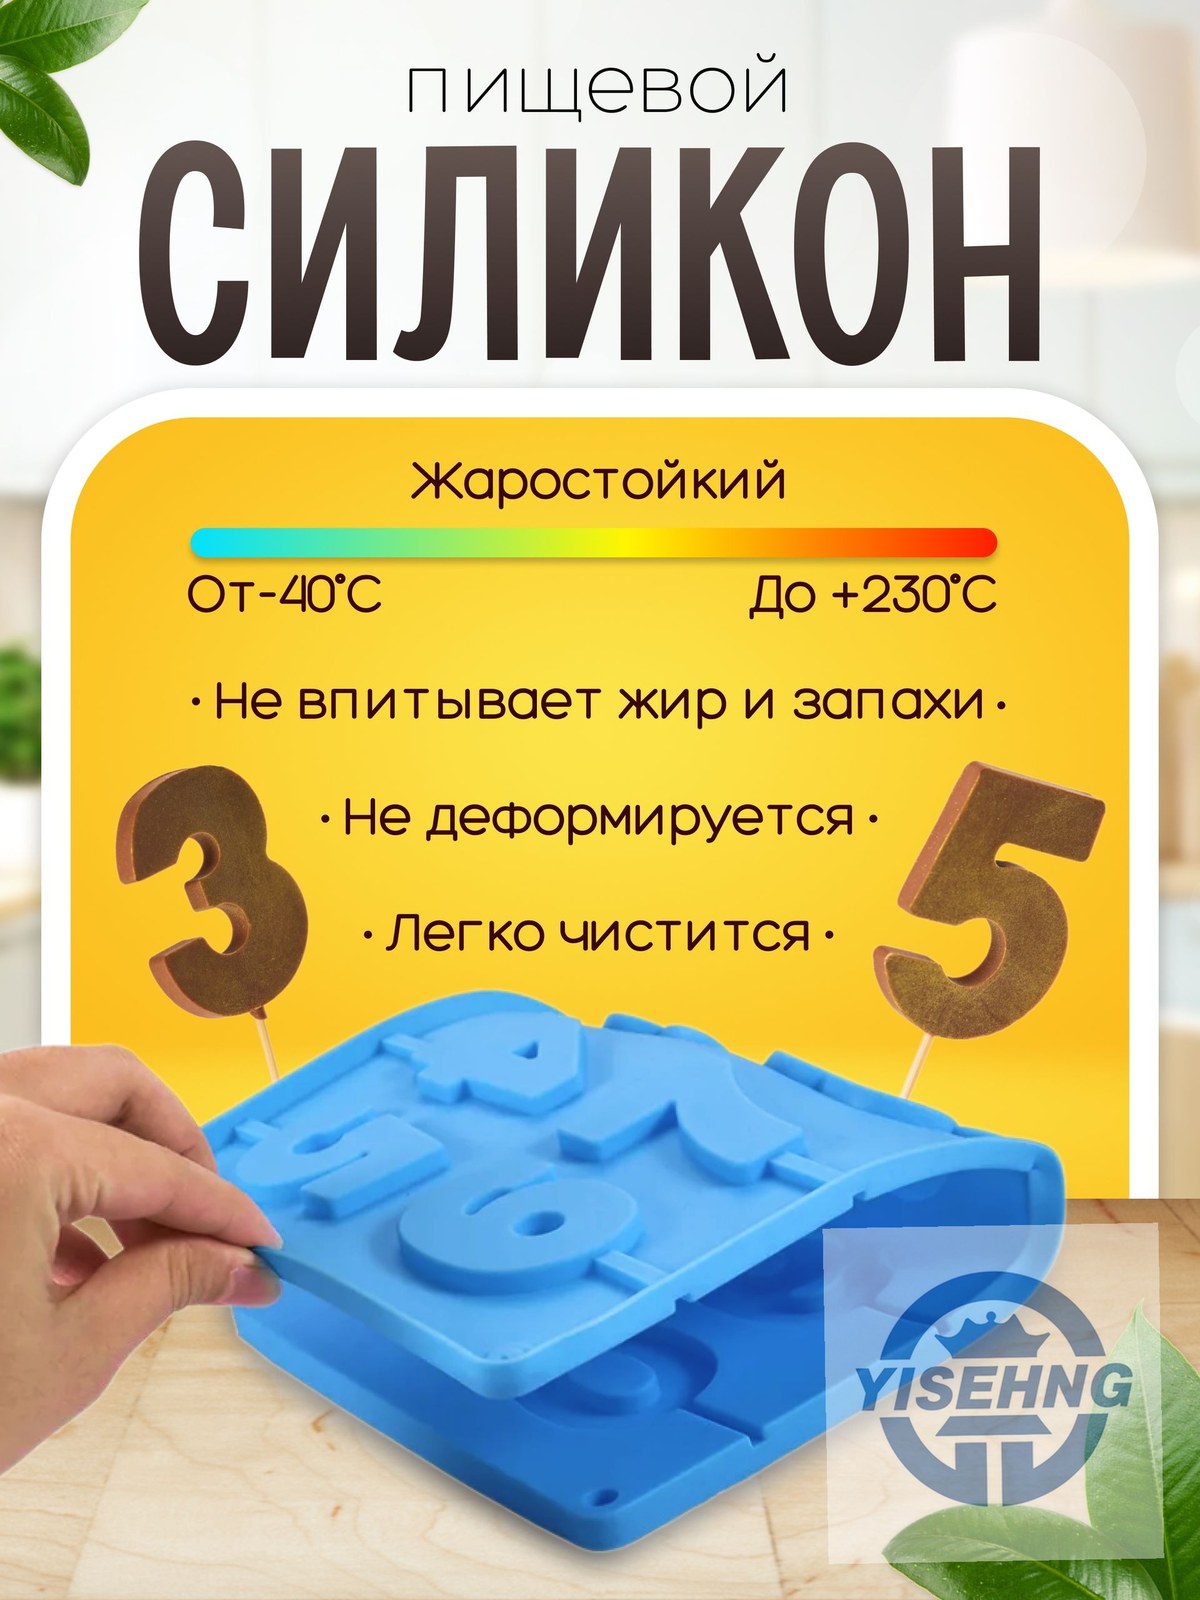 пищевой
СИЛИКОН
Жаростойкий
От-40°С До +230°С
• Не впитывает жир и запахи •
• Не деформируется •
• Легко чистится •
YISEHNG